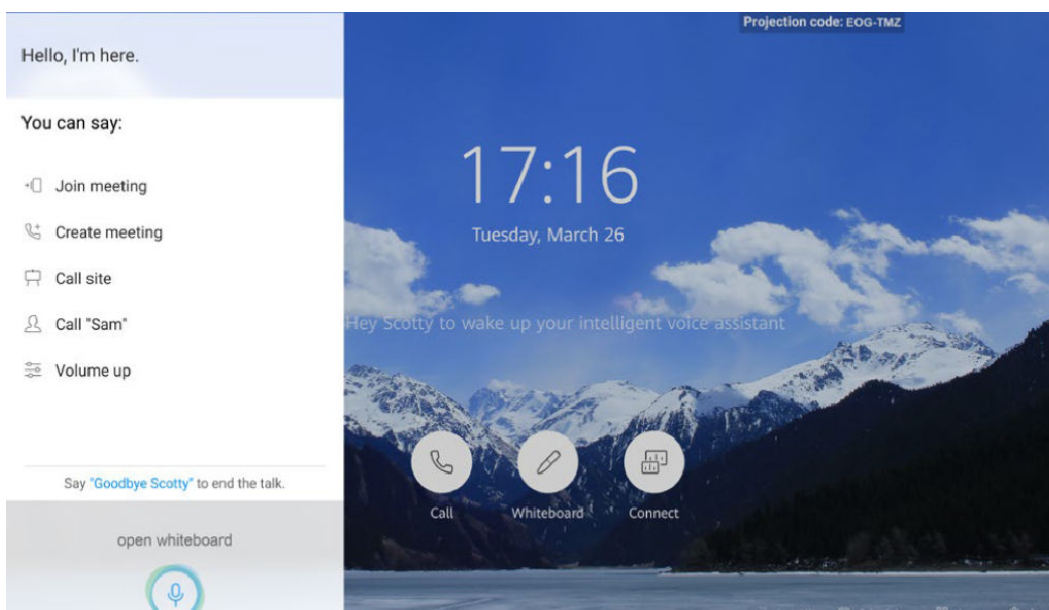 Hello, I'm here.
You can say:
Join meeting
Create meeting
Call site
Call "Sam"
Volume up
Say "Goodbye Scotty" to end the talk.
open whiteboard
Projection code: EOG-TMZ
17:16
Tuesday, March 26
Hey Scotty to wake up your intelligent voice assistant
Call
Whiteboard
Connect